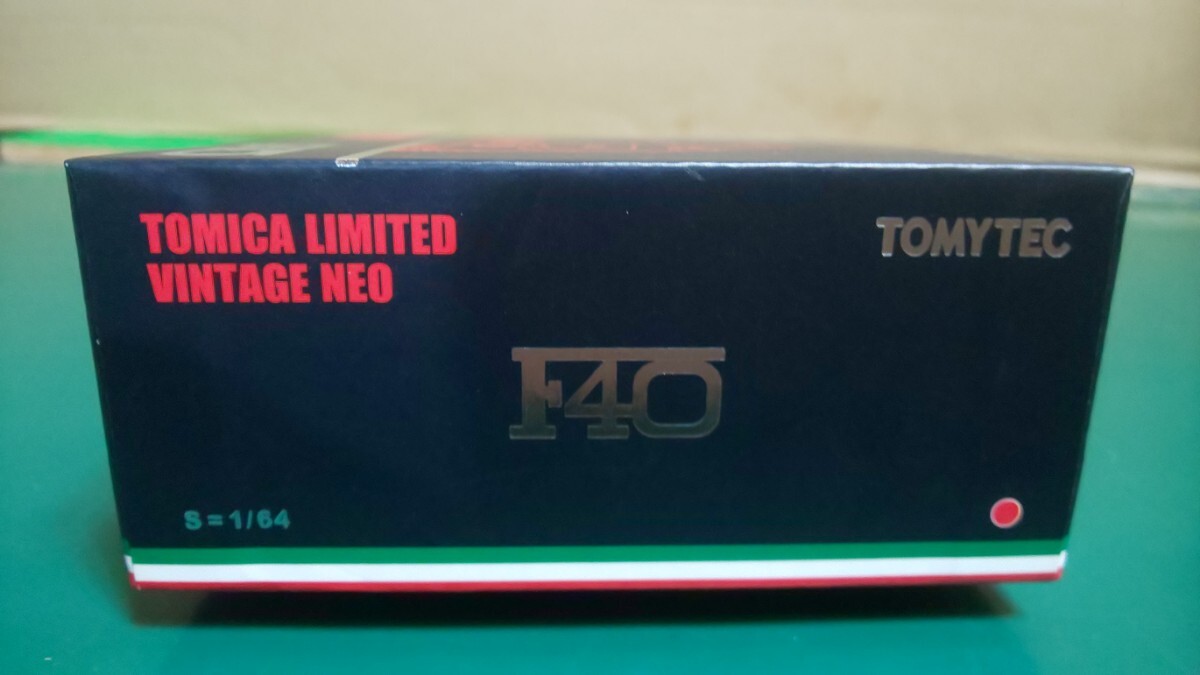 TOMICA LIMITED
VINTAGE NEO
TOMYTEC
F40
S=1/64